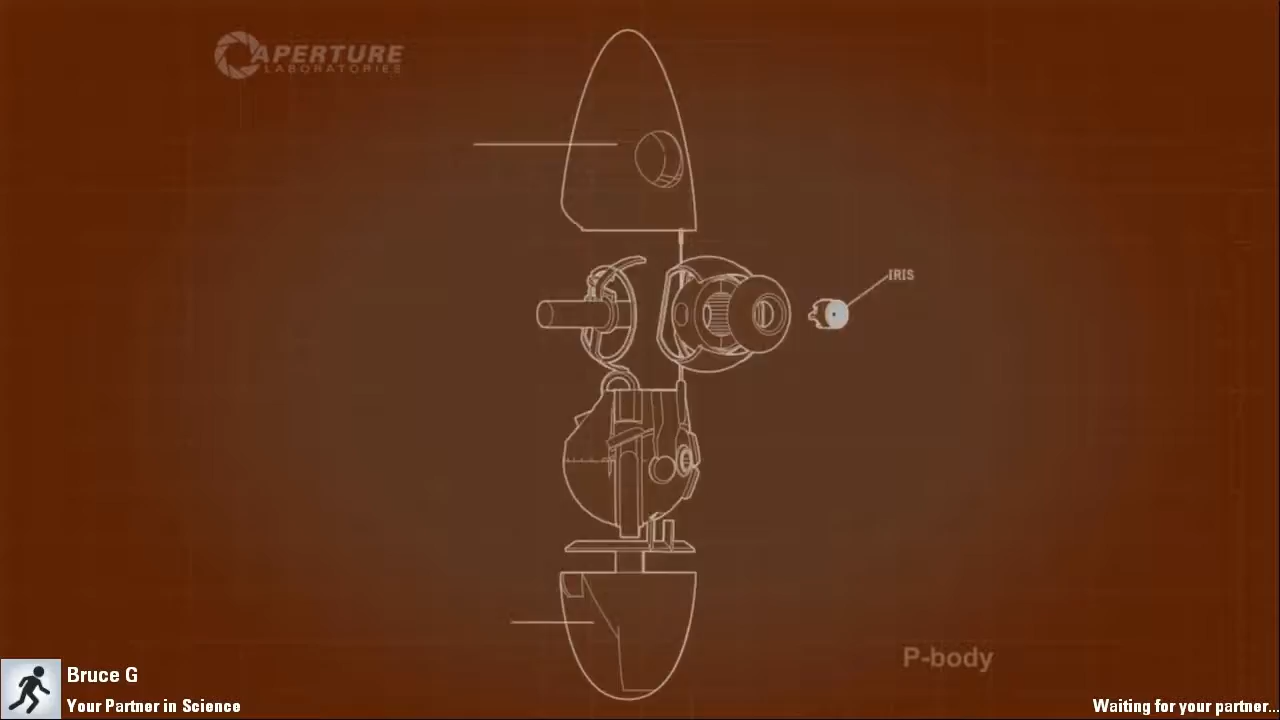 APERTURE
LABORATORIES
IRIS
P-body
Bruce G
Your Partner in Science
Waiting for your partner...